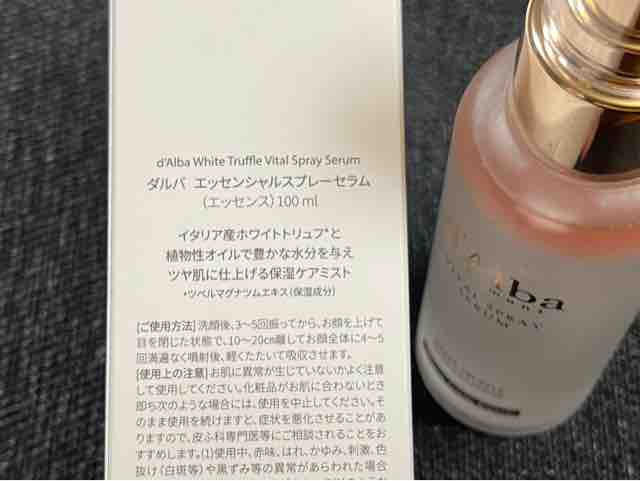 d'Alba White Truffle Vital Spray Serum
ダルバ エッセンシャルスプレーセラム
（エッセンス）100 ml
イタリア産ホワイトトリュフ*と
植物性オイルで豊かな水分を与え
ツヤ肌に仕上げる保湿ケアミスト
*ツベルマグナツムエキス（保湿成分）
[ご使用方法] 洗顔後、3～5回振ってから、お顔を上げて
目を閉じた状態で、10～20㎝離してお顔全体に4～
5回満遍なく噴射後、軽くたたいて吸収させます。
[使用上の注意] お肌に異常が生じていないかよく注意
して使用してください。化粧品がお肌に合わないとき
即ち次のような場合には、使用を中止してください。そ
のまま使用を続けますと、症状を悪化させることがあ
りますので、皮ふ科専門医等にご相談されることをお
すすめします。(1)使用中、赤味、はれ、かゆみ、刺激、色
抜け（白斑等）や黒ずみ等の異常があらわれた場合
d'Alba
SPRAY
SERUM